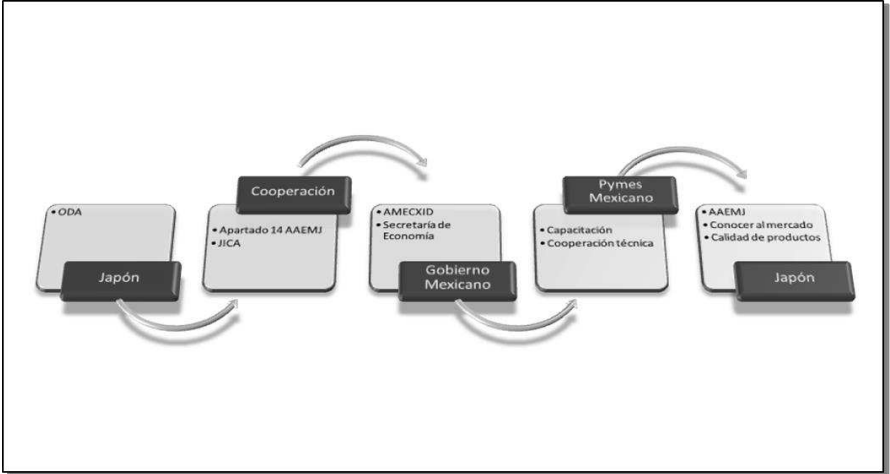 • ODA
Japón
Cooperación
• Apartado 14 AAEMJ
• JICA
• AMECXID
• Secretaría de
Economía
Gobierno
Mexicano
Pymes
Mexicano
• Capacitación
• Cooperación técnica
• AAEMJ
• Conocer al mercado
• Calidad de productos
Japón